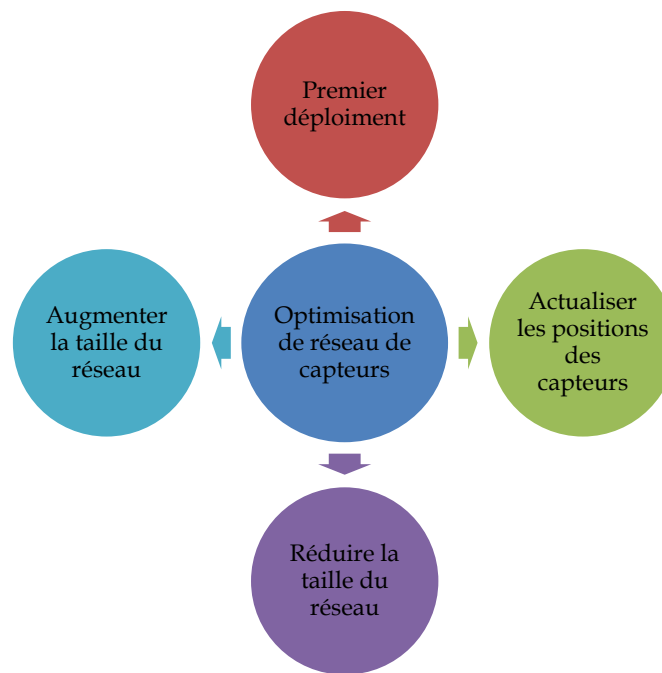 Premier
déploiment
Augmenter
la taille du
réseau
Optimisation
de réseau de
capteurs
Actualiser
les positions
des
capteurs
Réduire la
taille du
réseau